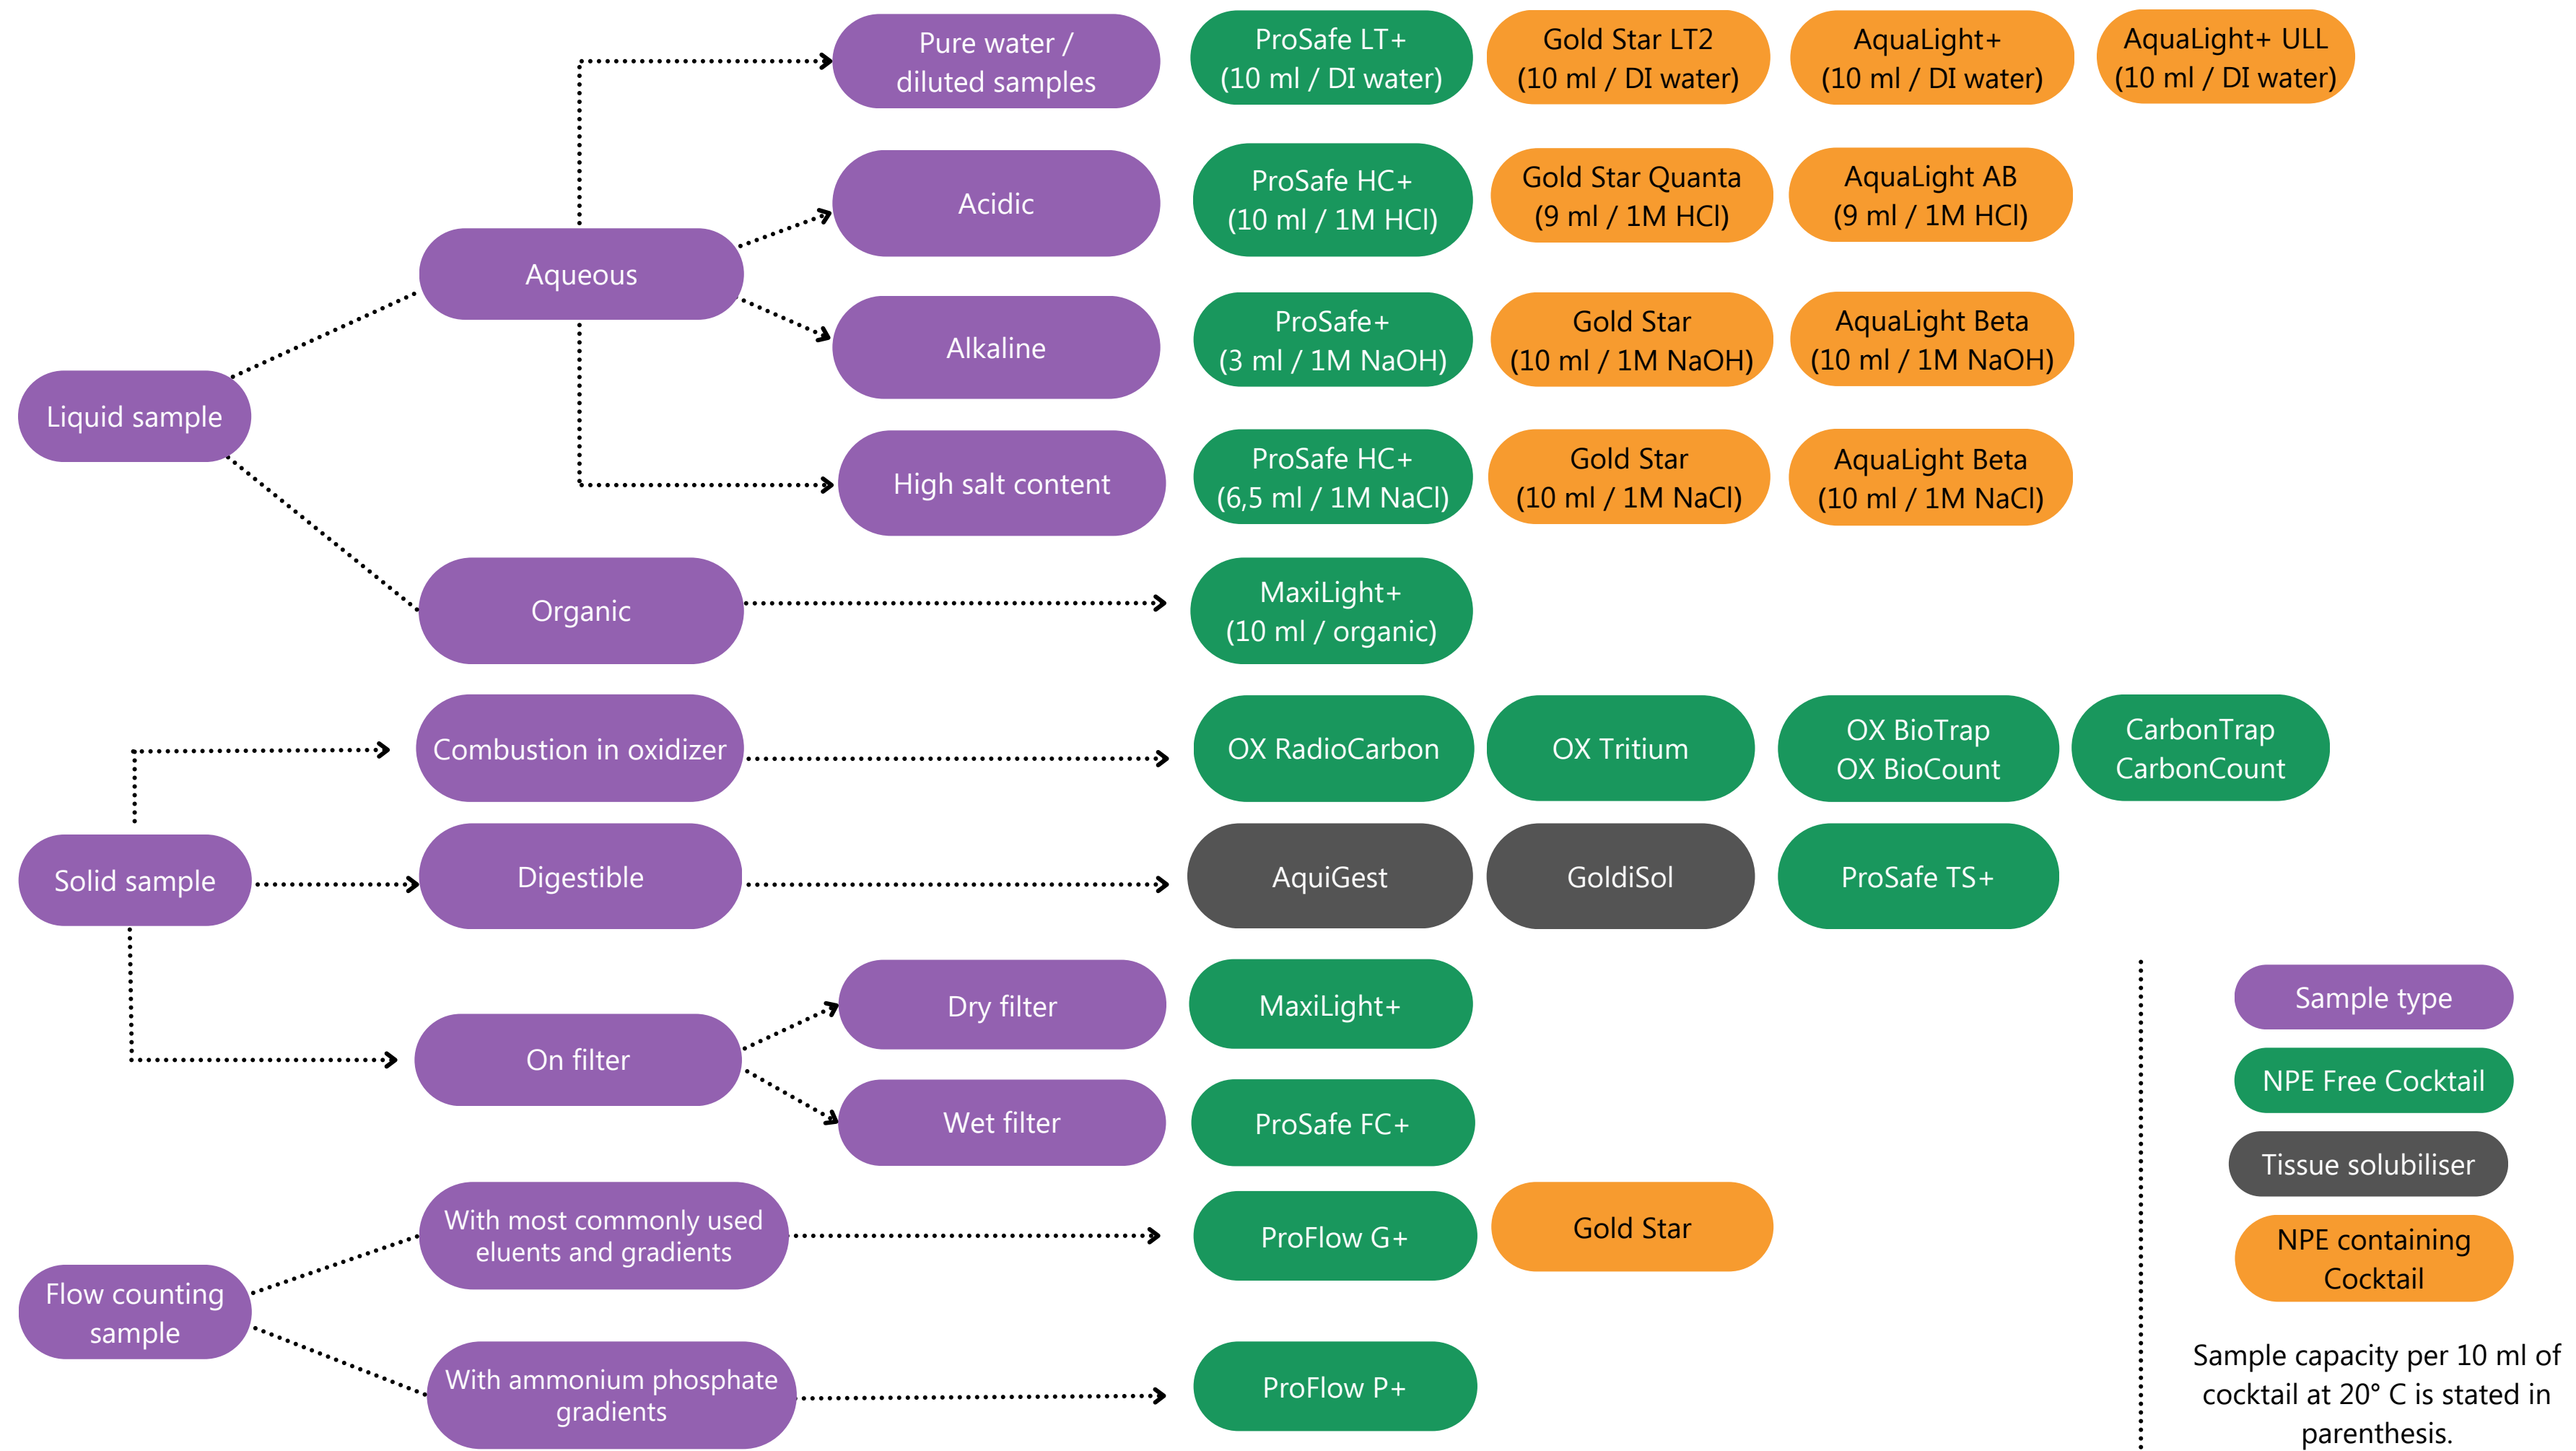 Pure water /
diluted samples
ProSafe LT+
(10 ml / DI water)
Gold Star LT2
(10 ml / DI water)
AquaLight+
(10 ml / DI water)
AquaLight+ ULL
(10 ml / DI water)
Acidic
ProSafe HC+
(10 ml / 1M HCl)
Gold Star Quanta
(9 ml / 1M HCl)
AquaLight AB
(9 ml / 1M HCl)
Aqueous
Alkaline
ProSafe+
(3 ml / 1M NaOH)
Gold Star
(10 ml / 1M NaOH)
AquaLight Beta
(10 ml / 1M NaOH)
Liquid sample
High salt content
ProSafe HC+
(6,5 ml / 1M NaCl)
Gold Star
(10 ml / 1M NaCl)
AquaLight Beta
(10 ml / 1M NaCl)
Organic
MaxiLight+
(10 ml / organic)
Combustion in oxidizer
OX RadioCarbon
OX Tritium
OX BioTrap
OX BioCount
CarbonTrap
CarbonCount
Solid sample
Digestible
AquiGest
GoldiSol
ProSafe TS+
On filter
Dry filter
MaxiLight+
Wet filter
ProSafe FC+
Flow counting
sample
With most commonly used
eluents and gradients
ProFlow G+
Gold Star
With ammonium phosphate
gradients
ProFlow P+
Sample type
NPE Free Cocktail
Tissue solubiliser
NPE containing
Cocktail
Sample capacity per 10 ml of
cocktail at 20° C is stated in
parenthesis.